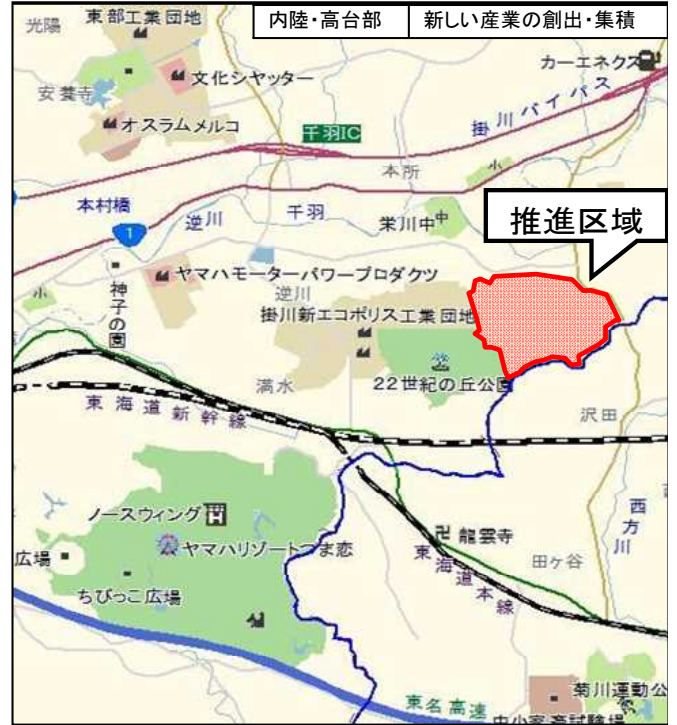 内陸・高台部 新しい産業の創出・集積
光陽
東部工業団地
カーエネクス
文化シヤッター
安養寺
オスラムメルコ
千羽IC
掛川バイパス
小
本所
本村橋
逆川
千羽
栄川中
中
推進区域
1
ヤマハモーターパワープロダクツ
小
神子の園
逆川
掛川新エコポリス工業団地
22世紀の丘公園
満水
沢田
東海道新幹線
西方川
ノースウィング
H
卍 龍雲寺
広場
ヤマハリゾートつま恋
東海道本線
田ヶ谷
ちびっこ広場
菊川運動公
東名高速